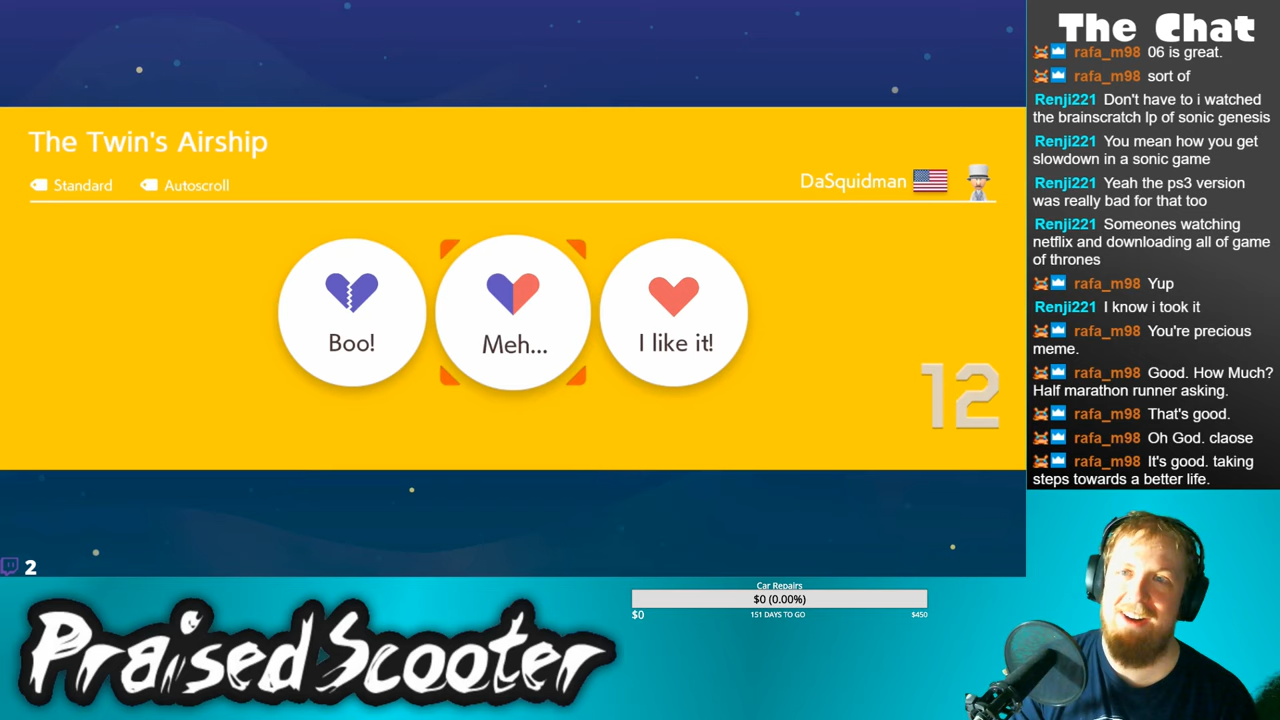 The Twin's Airship
Standard
Autoscroll
DaSquidman
Boo!
Meh...
I like it!
12
2
PraisedScooter
Car Repairs
$0 (0.00%)
$0
151 DAYS TO GO
$450
The Chat
rafa_m98 06 is great.
rafa_m98 sort of
Renji221 Don't have to i watched
the brainscratch lp of sonic genesis
Renji221 You mean how you get
slowdown in a sonic game
Renji221 Yeah the ps3 version
was really bad for that too
Renji221 Someones watching
netflix and downloading all of game
of thrones
rafa_m98 Yup
Renji221 I know i took it
rafa_m98 You're precious
meme.
rafa_m98 Good. How Much?
Half marathon runner asking.
rafa_m98 That's good.
rafa_m98 Oh God. claose
rafa_m98 It's good. taking
steps towards a better life.